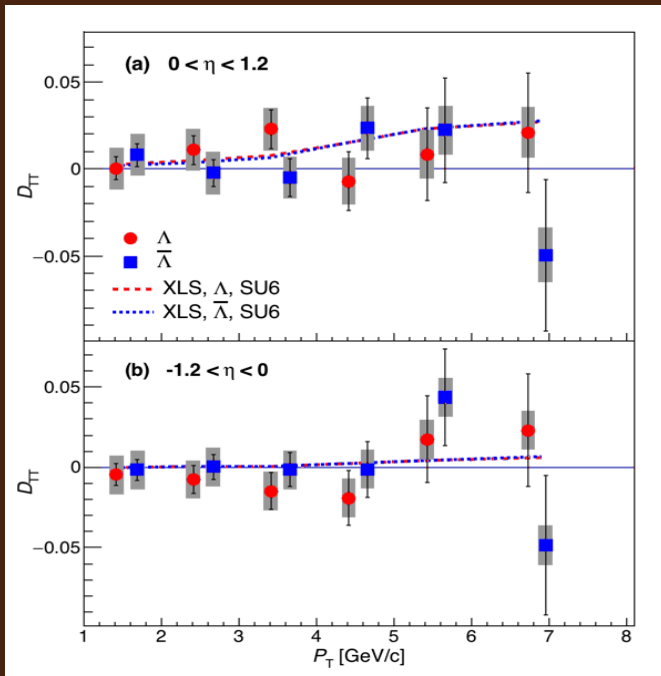 (a) 0 < η < 1.2
0.05
0
−0.05
D_TT
Λ
Λ̅
XLS, Λ, SU6
XLS, Λ̅, SU6
(b) -1.2 < η < 0
0.05
0
−0.05
D_TT
1 2 3 4 5 6 7 8
P_T [GeV/c]